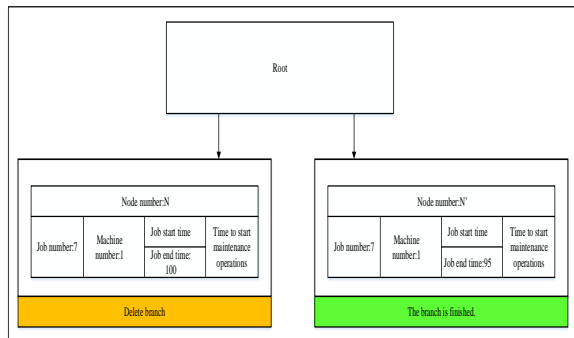 Root
Node number:N
Job number:7
Machine
number:1
Job start time
Job end time:
100
Time to start
maintenance
operations
Delete branch
Node number:N'
Job number:7
Machine
number:1
Job start time
Job end time:95
Time to start
maintenance
operations
The branch is finished.